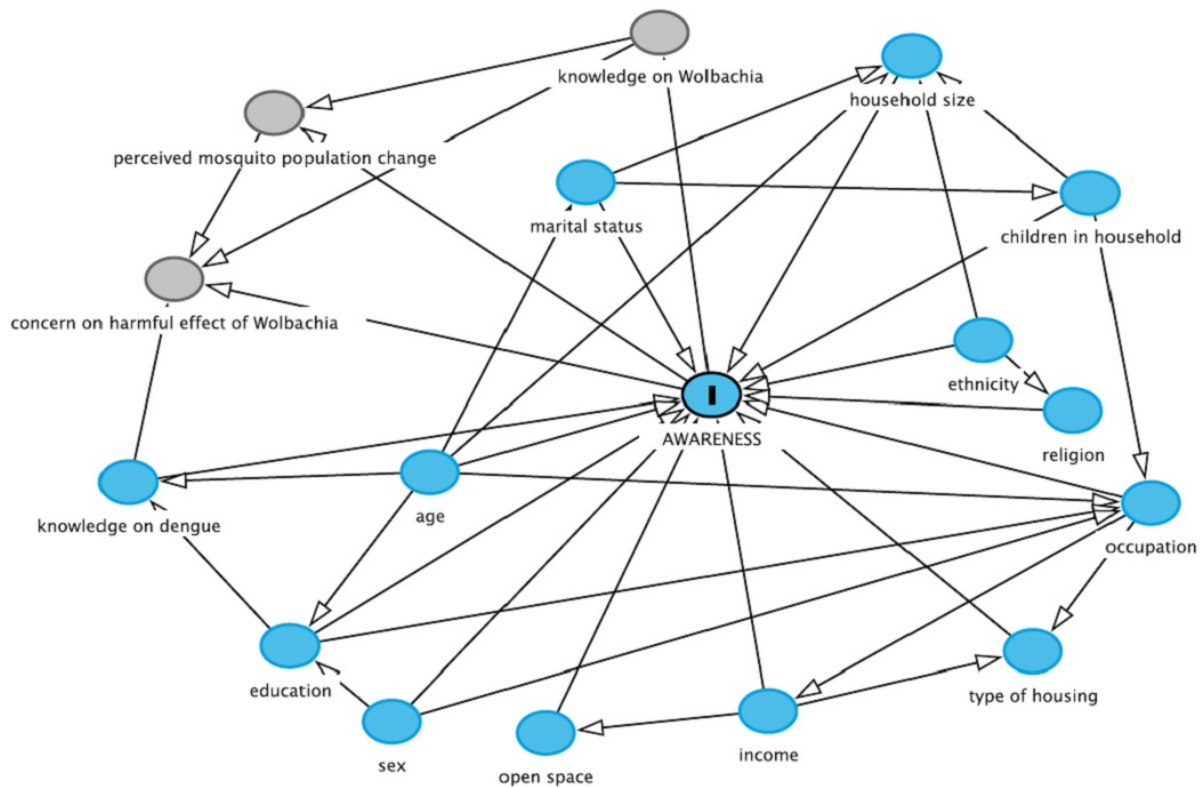 knowledge on Wolbachia
household size
perceived mosquito population change
marital status
children in household
concern on harmful effect of Wolbachia
I
ethnicity
AWARENESS
religion
knowledge on dengue
age
occupation
education
type of housing
sex
open space
income